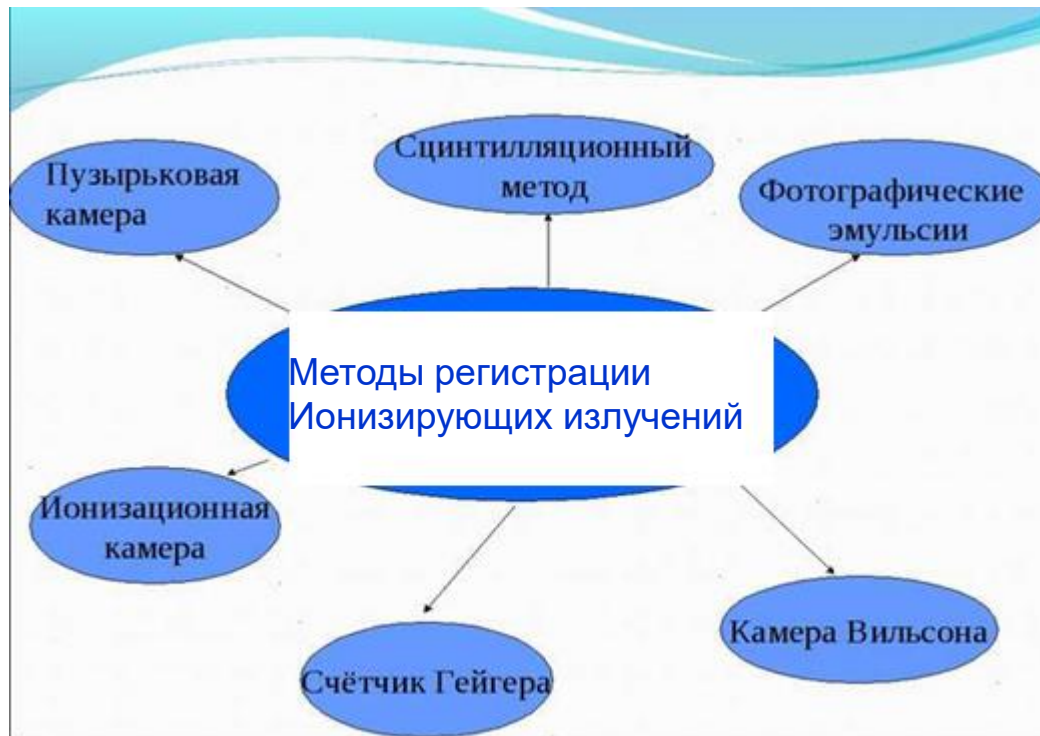 Сцинтилляционный
метод
Пузырьковая
камера
Фотографические
эмульсии
Методы регистрации
Ионизирующих излучений
Ионизационная
камера
Камера Вильсона
Счётчик Гейгера